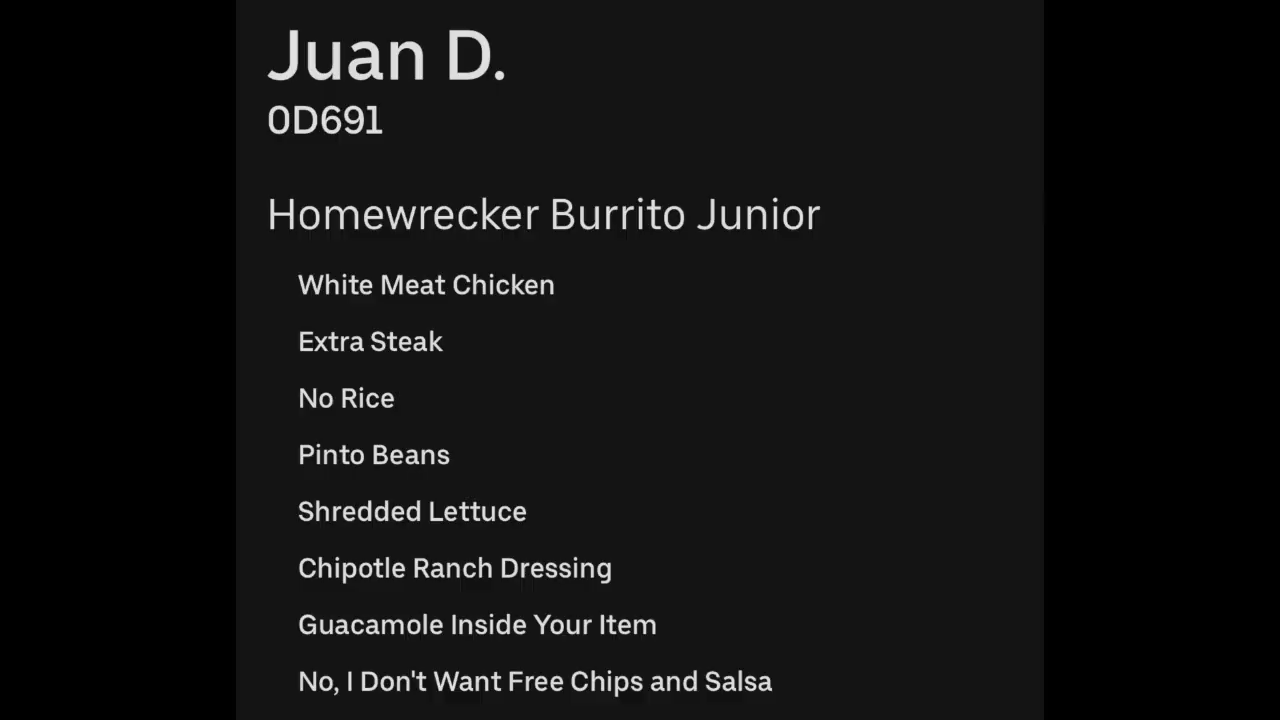 Juan D.
0D691
Homewrecker Burrito Junior
White Meat Chicken
Extra Steak
No Rice
Pinto Beans
Shredded Lettuce
Chipotle Ranch Dressing
Guacamole Inside Your Item
No, I Don't Want Free Chips and Salsa